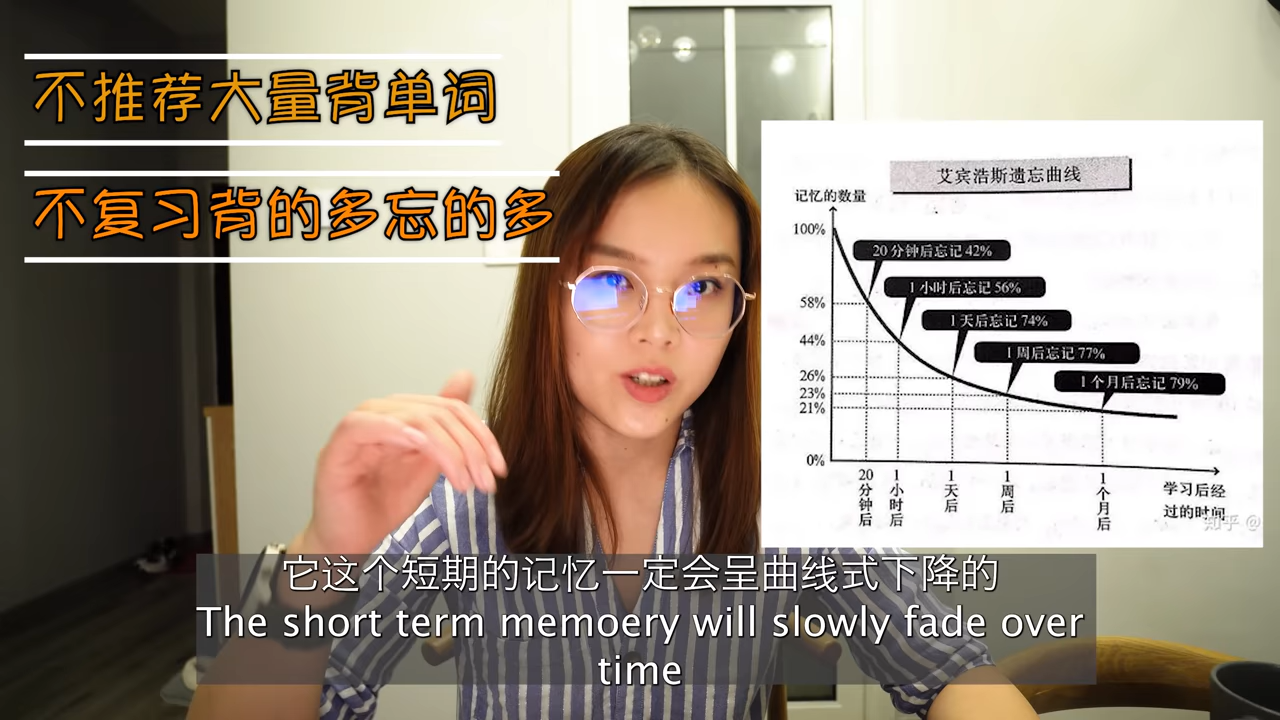 不推荐大量背单词
不复习背的多忘的多
艾宾浩斯遗忘曲线
记忆的数量
100%
20分钟后忘记42%
1小时后忘记56%
58%
1天后忘记74%
44%
1周后忘记77%
26%
1个月后忘记79%
23%
21%
0%
20分钟后
1小时后
1天后
1周后
1个月后
学习后经
过的时间
知乎 @
它这个短期的记忆一定会呈曲线式下降的
The short term memoery will slowly fade over
time